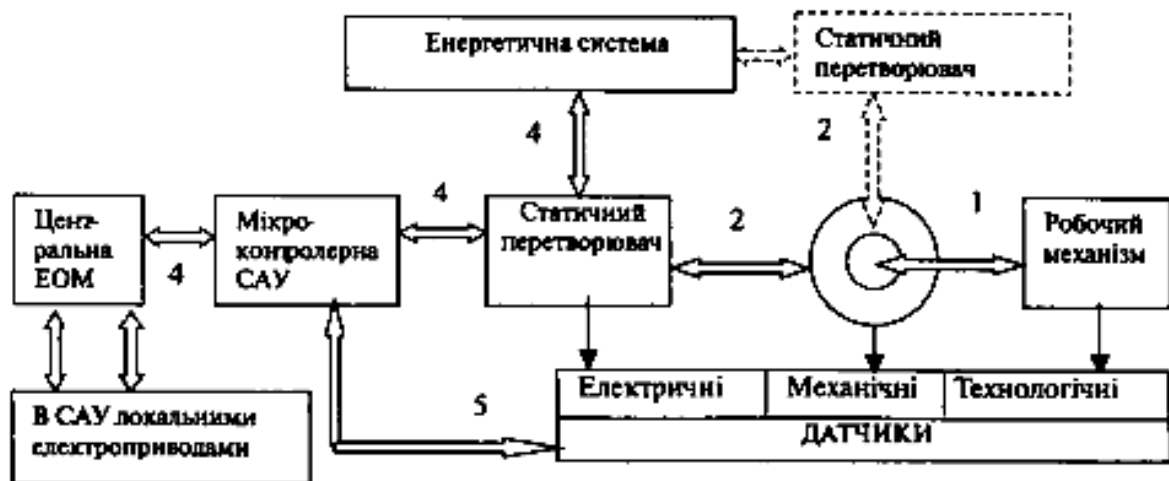 Енергетична система
Статичний
перетворювач
4
2
Цент-
ральна
ЕОМ
4
Мікро-
контролерна
САУ
4
Статичний
перетворювач
2
1
Робочий
механізм
Електричні
Механічні
Технологічні
ДАТЧИКИ
5
В САУ локальними
електроприводами